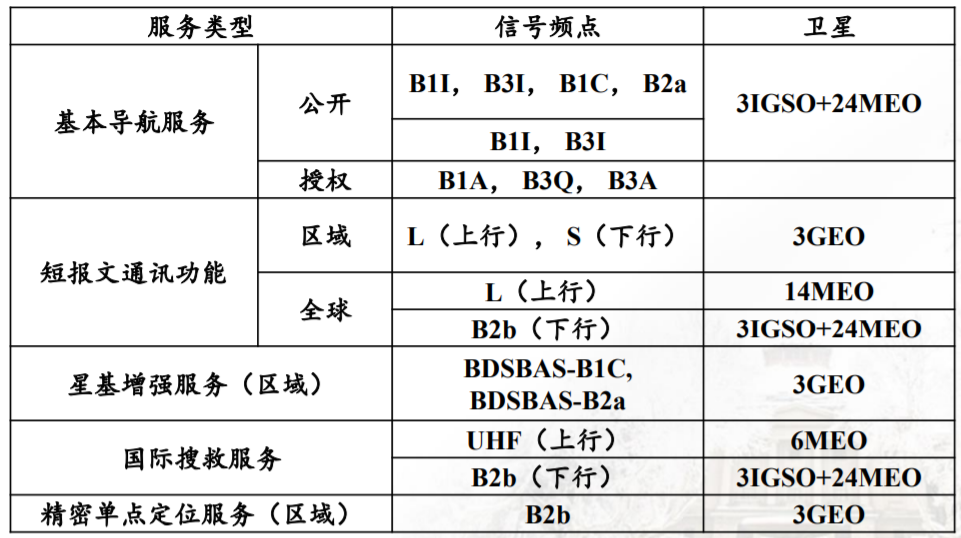 服务类型 信号频点 卫星
基本导航服务 公开 B1I， B3I， B1C， B2a 3IGSO+24MEO
B1I， B3I
授权 B1A， B3Q， B3A
短报文通讯功能 区域 L（上行）， S（下行） 3GEO
全球 L（上行） 14MEO
B2b（下行） 3IGSO+24MEO
星基增强服务（区域） BDSBAS-B1C, 3GEO
BDSBAS-B2a
国际搜救服务 UHF（上行） 6MEO
B2b（下行） 3IGSO+24MEO
精密单点定位服务（区域） B2b 3GEO